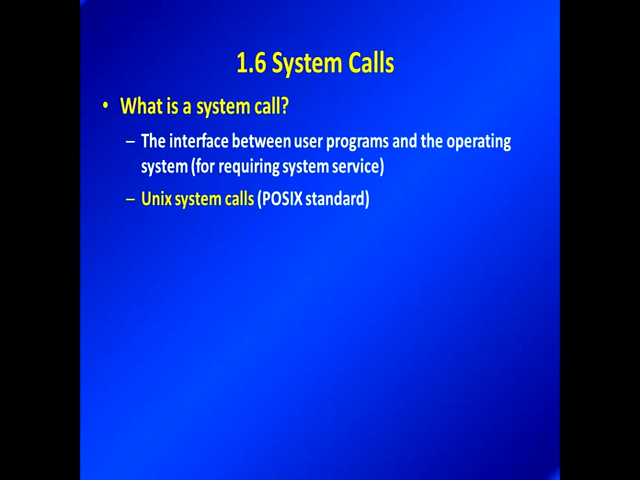 1.6 System Calls
• What is a system call?
– The interface between user programs and the operating
system (for requiring system service)
– Unix system calls (POSIX standard)